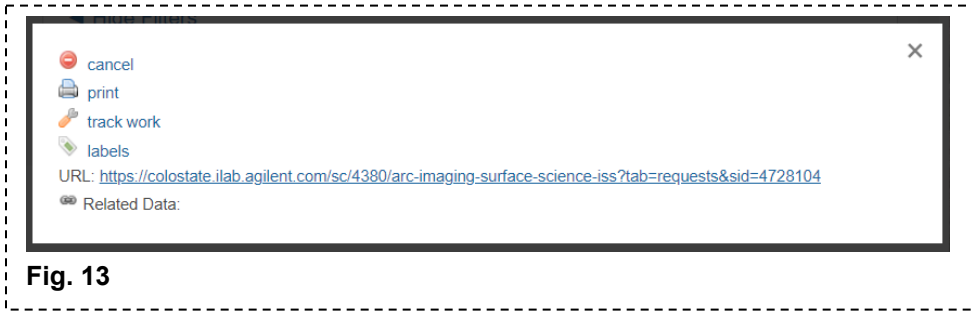 Hide Filters
cancel
print
track work
labels
URL: https://colostate.ilab.agilent.com/sc/4380/arc-imaging-surface-science-iss?tab=requests&sid=4728104
Related Data:
Fig. 13